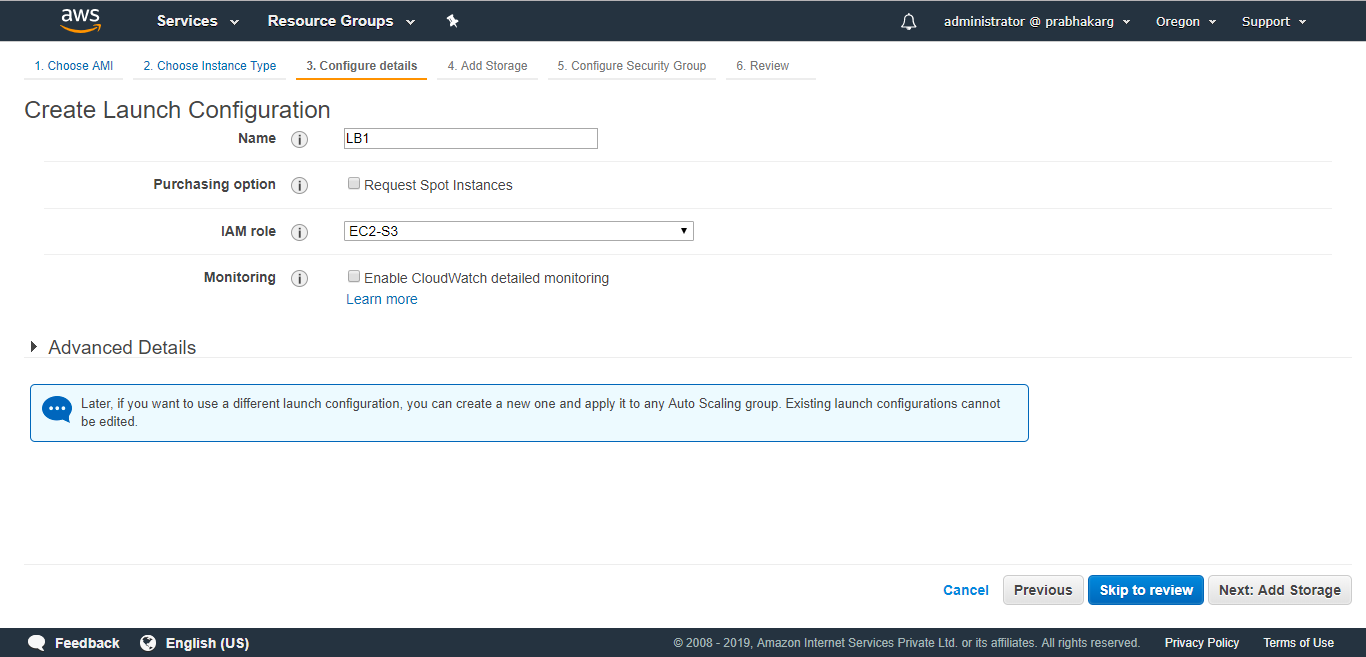 aws Services Resource Groups administrator @ prabhakarg Oregon Support
1. Choose AMI 2. Choose Instance Type 3. Configure details 4. Add Storage 5. Configure Security Group 6. Review
Create Launch Configuration
Name i LB1
Purchasing option i Request Spot Instances
IAM role i EC2-S3
Monitoring i Enable CloudWatch detailed monitoring
Learn more
Advanced Details
Later, if you want to use a different launch configuration, you can create a new one and apply it to any Auto Scaling group. Existing launch configurations cannot
be edited.
Cancel Previous Skip to review Next: Add Storage
Feedback English (US) © 2008 - 2019, Amazon Internet Services Private Ltd. or its affiliates. All rights reserved. Privacy Policy Terms of Use